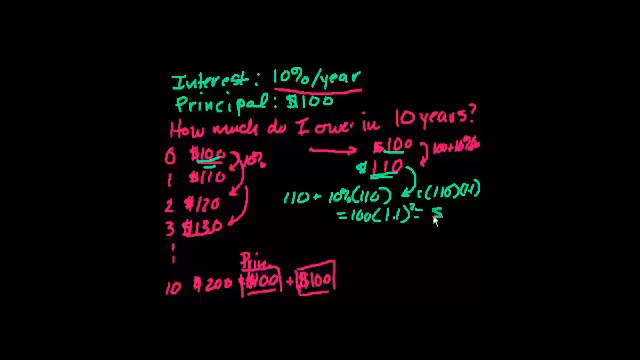 Interest: 10%/year
Principal: $100
How much do I owe in 10 years?
0 $100 10%
1 $110
2 $120
3 $130
10 $200 $100 + $100
Prin.
$100 100+10%
$110
110 + 10%(110) = (110)(1.1)
= 100(1.1)² =